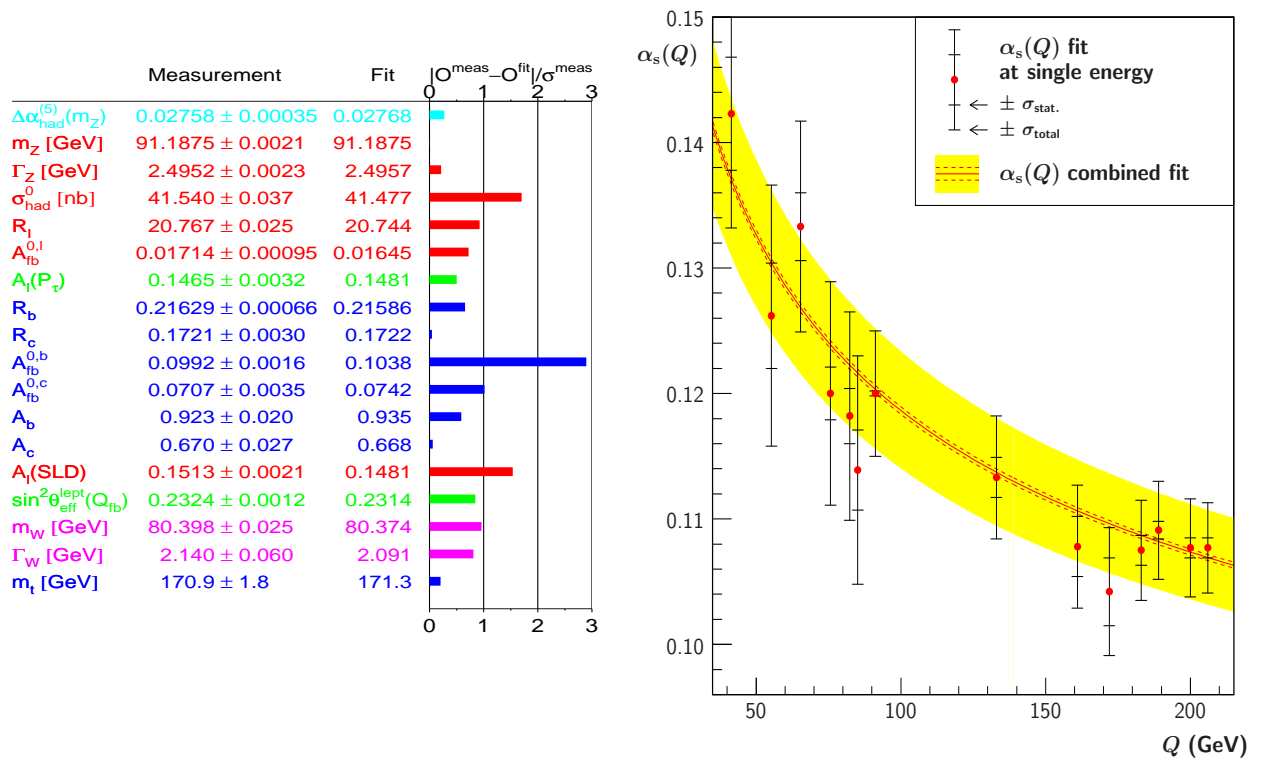 Measurement Fit |O^meas−O^fit|/σ^meas
0 1 2 3
Δα_had^(5)(m_Z) 0.02758 ± 0.00035 0.02768
m_Z [GeV] 91.1875 ± 0.0021 91.1875
Γ_Z [GeV] 2.4952 ± 0.0023 2.4957
σ_had^0 [nb] 41.540 ± 0.037 41.477
R_l 20.767 ± 0.025 20.744
A_fb^0,l 0.01714 ± 0.00095 0.01645
A_l(P_τ) 0.1465 ± 0.0032 0.1481
R_b 0.21629 ± 0.00066 0.21586
R_c 0.1721 ± 0.0030 0.1722
A_fb^0,b 0.0992 ± 0.0016 0.1038
A_fb^0,c 0.0707 ± 0.0035 0.0742
A_b 0.923 ± 0.020 0.935
A_c 0.670 ± 0.027 0.668
A_l(SLD) 0.1513 ± 0.0021 0.1481
sin²θ_eff^lept(Q_fb) 0.2324 ± 0.0012 0.2314
m_W [GeV] 80.398 ± 0.025 80.374
Γ_W [GeV] 2.140 ± 0.060 2.091
m_t [GeV] 170.9 ± 1.8 171.3
0 1 2 3
0.15
α_s(Q)
0.14
0.13
0.12
0.11
0.10
α_s(Q) fit
at single energy
± σ_stat.
± σ_total
α_s(Q) combined fit
50 100 150 200
Q (GeV)